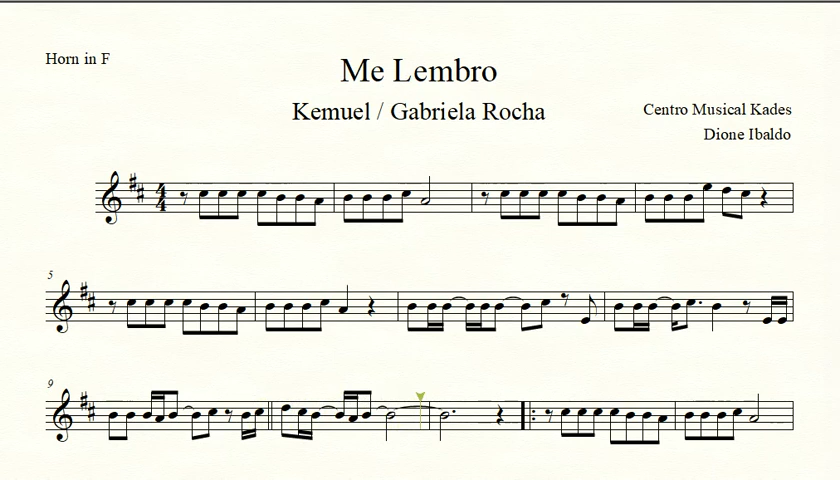 Horn in F
Me Lembro
Kemuel / Gabriela Rocha
Centro Musical Kades
Dione Ibaldo
4
4
5
9